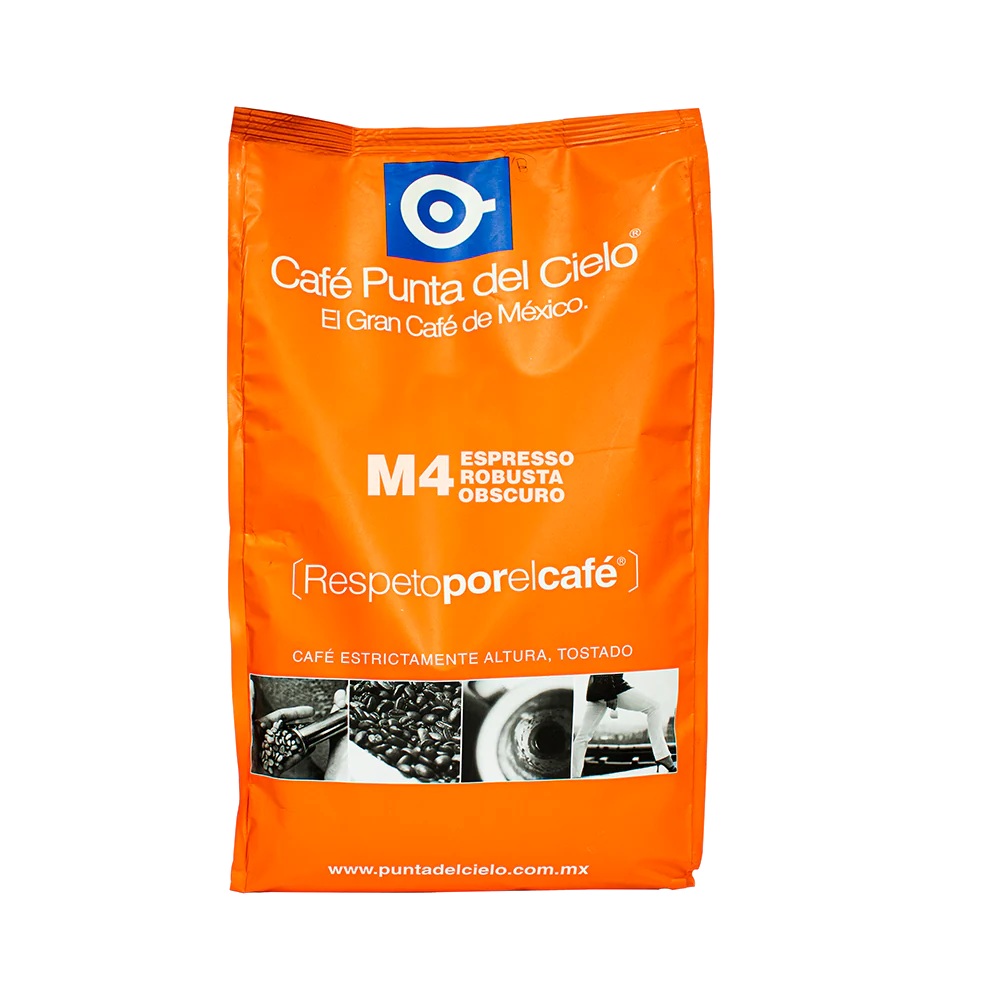 Café Punta del Cielo®
El Gran Café de México.
M4 ESPRESSO
ROBUSTA
OBSCURO
[Respetoporelcafé®]
CAFÉ ESTRICTAMENTE ALTURA, TOSTADO
www.puntadelcielo.com.mx